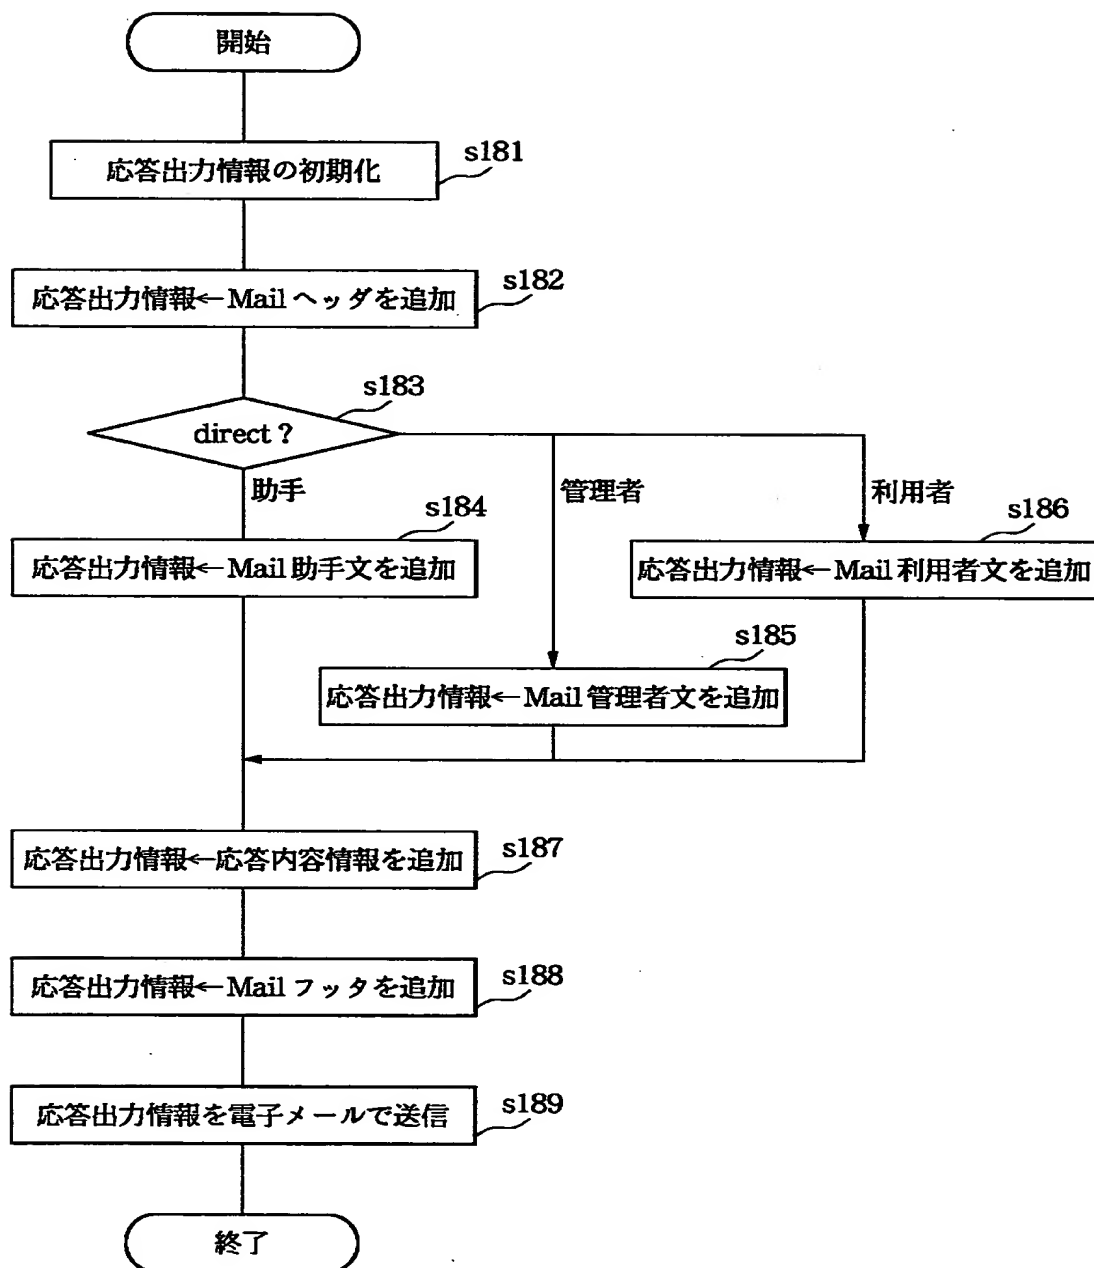 開始
応答出力情報の初期化
s181
応答出力情報←Mailヘッダを追加
s182
direct？
s183
助手
管理者
利用者
応答出力情報←Mail助手文を追加
s184
応答出力情報←Mail利用者文を追加
s186
応答出力情報←Mail管理者文を追加
s185
応答出力情報←応答内容情報を追加
s187
応答出力情報←Mailフッタを追加
s188
応答出力情報を電子メールで送信
s189
終了